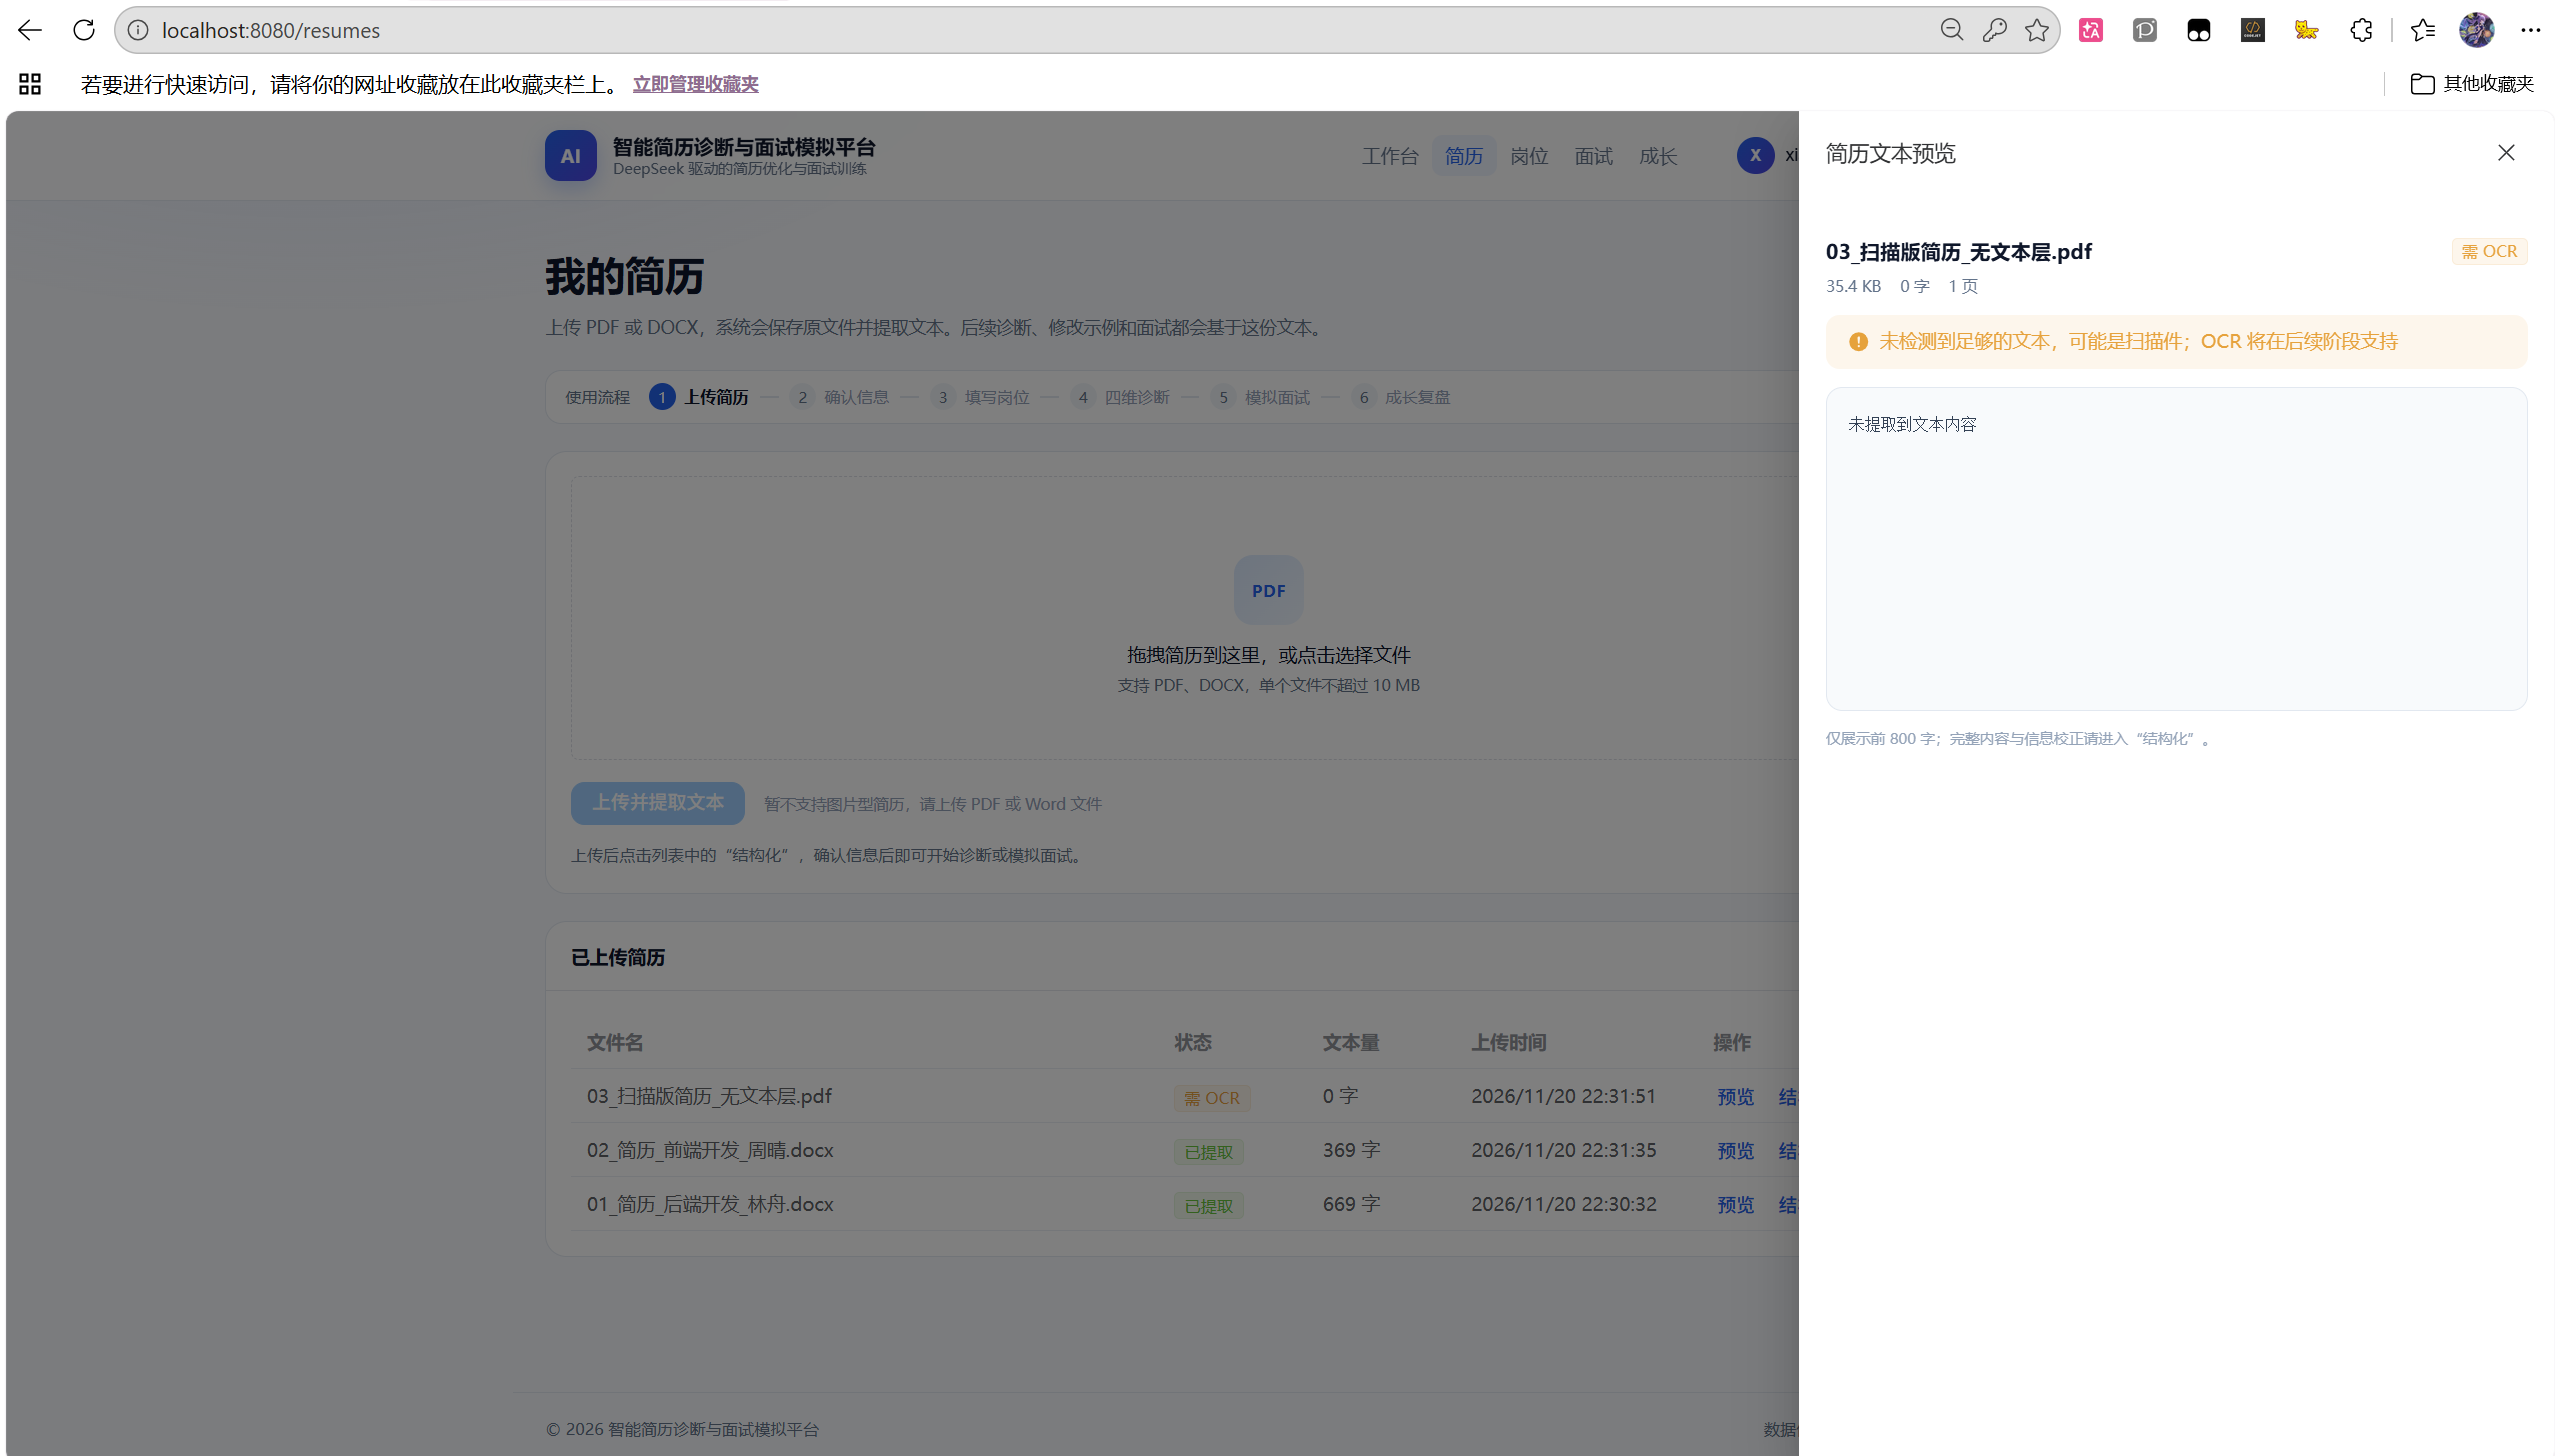 localhost:8080/resumes
若要进行快速访问，请将你的网址收藏放在此收藏夹栏上。 立即管理收藏夹
其他收藏夹
AI
智能简历诊断与面试模拟平台
DeepSeek 驱动的简历优化与面试训练
工作台 简历 岗位 面试 成长
X xi
我的简历
上传 PDF 或 DOCX，系统会保存原文件并提取文本。后续诊断、修改示例和面试都会基于这份文本。
使用流程 1 上传简历 2 确认信息 3 填写岗位 4 四维诊断 5 模拟面试 6 成长复盘
PDF
拖拽简历到这里，或点击选择文件
支持 PDF、DOCX，单个文件不超过 10 MB
上传并提取文本 暂不支持图片型简历，请上传 PDF 或 Word 文件
上传后点击列表中的“结构化”，确认信息后即可开始诊断或模拟面试。
已上传简历
文件名 状态 文本量 上传时间 操作
03_扫描版简历_无文本层.pdf 需 OCR 0 字 2026/11/20 22:31:51 预览 结
02_简历_前端开发_周晴.docx 已提取 369 字 2026/11/20 22:31:35 预览 结
01_简历_后端开发_林舟.docx 已提取 669 字 2026/11/20 22:30:32 预览 结
© 2026 智能简历诊断与面试模拟平台
数据
简历文本预览
03_扫描版简历_无文本层.pdf 需 OCR
35.4 KB 0 字 1 页
未检测到足够的文本，可能是扫描件；OCR 将在后续阶段支持
未提取到文本内容
仅展示前 800 字；完整内容与信息校正请进入“结构化”。